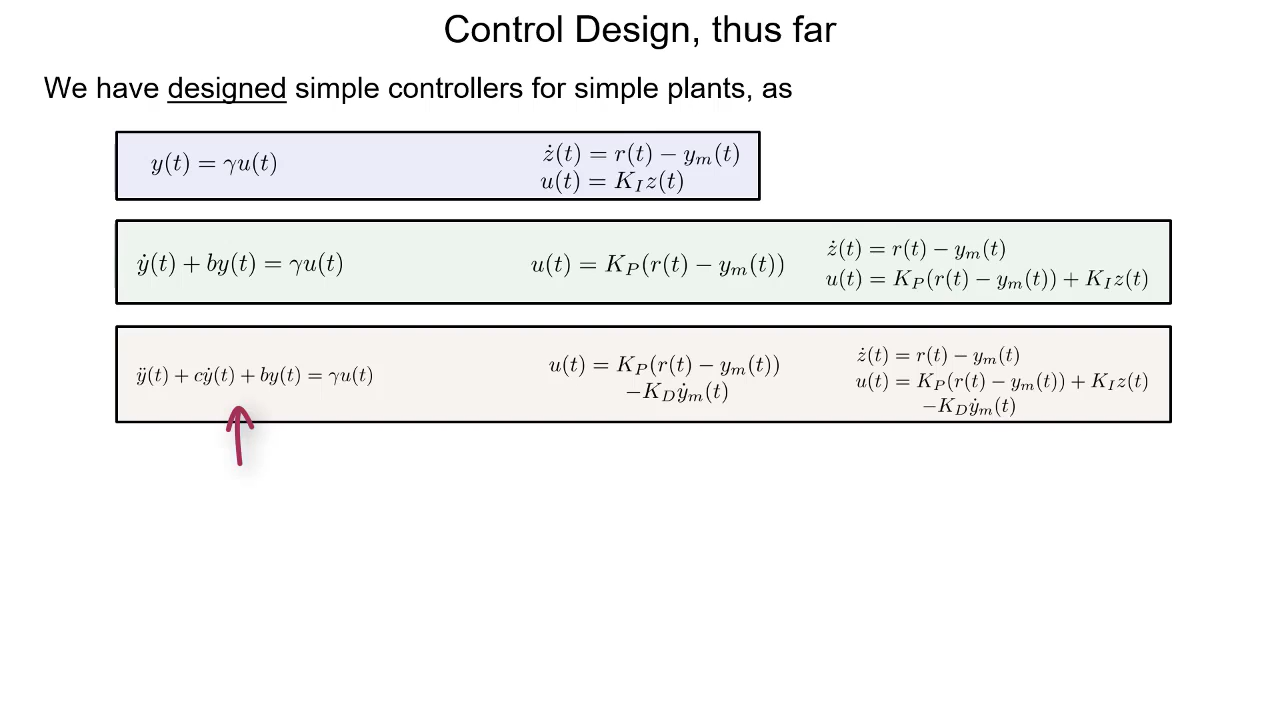 Control Design, thus far
We have designed simple controllers for simple plants, as
y(t) = γu(t)
ż(t) = r(t) − y_m(t)
u(t) = K_I z(t)
ẏ(t) + by(t) = γu(t)
u(t) = K_P(r(t) − y_m(t))
ż(t) = r(t) − y_m(t)
u(t) = K_P(r(t) − y_m(t)) + K_I z(t)
ÿ(t) + cẏ(t) + by(t) = γu(t)
u(t) = K_P(r(t) − y_m(t))
−K_D ẏ_m(t)
ż(t) = r(t) − y_m(t)
u(t) = K_P(r(t) − y_m(t)) + K_I z(t)
−K_D ẏ_m(t)